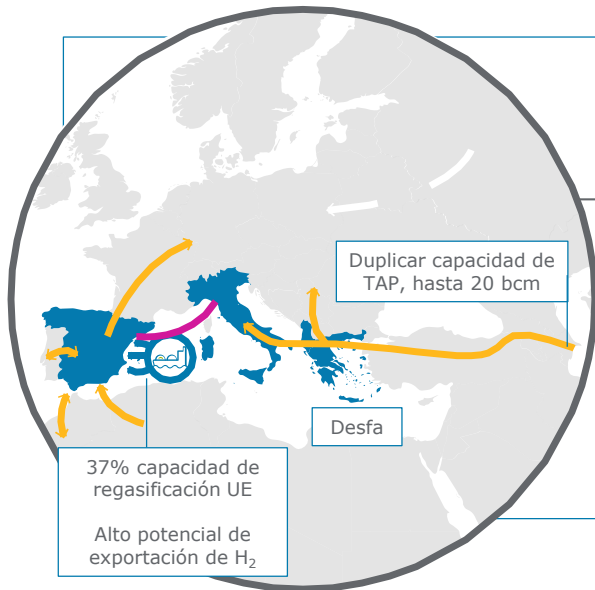 Duplicar capacidad de
TAP, hasta 20 bcm
Desfa
37% capacidad de
regasificación UE
Alto potencial de
exportación de H₂